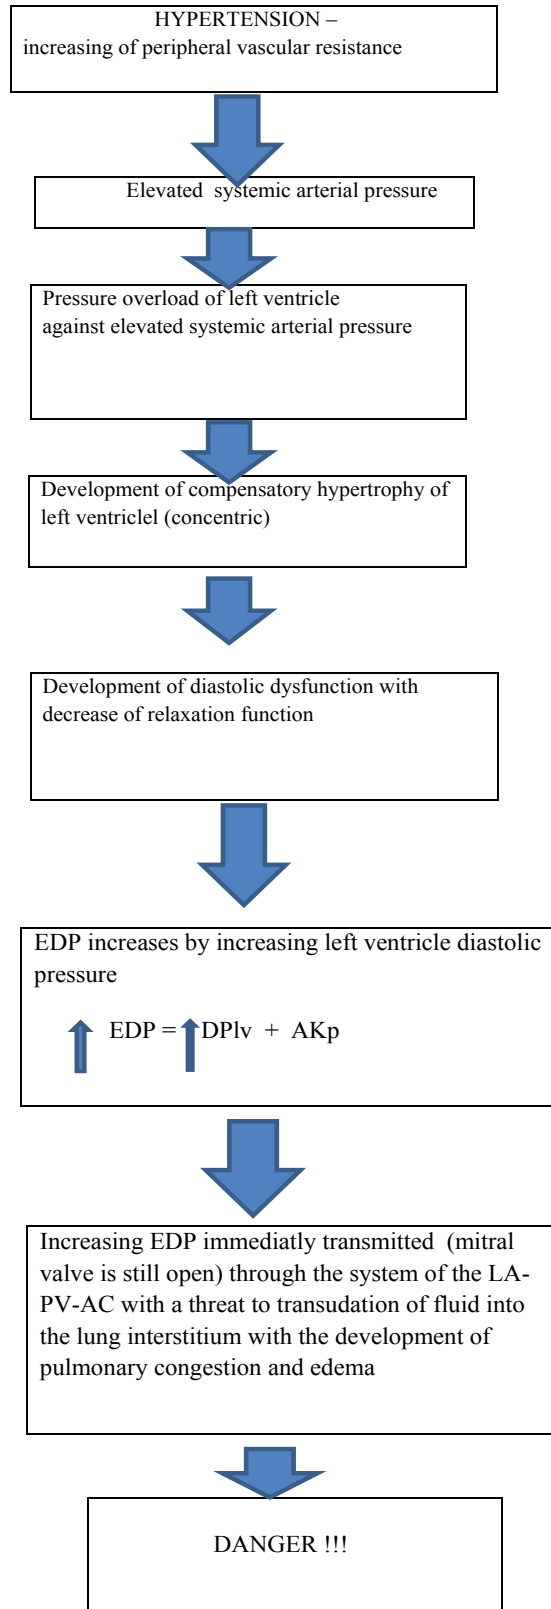 HYPERTENSION –
increasing of peripheral vascular resistance
Elevated systemic arterial pressure
Pressure overload of left ventricle
against elevated systemic arterial pressure
Development of compensatory hypertrophy of
left ventriclel (concentric)
Development of diastolic dysfunction with
decrease of relaxation function
EDP increases by increasing left ventricle diastolic
pressure
EDP = DPlv + AKp
Increasing EDP immediatly transmitted (mitral
valve is still open) through the system of the LA-
PV-AC with a threat to transudation of fluid into
the lung interstitium with the development of
pulmonary congestion and edema
DANGER !!!